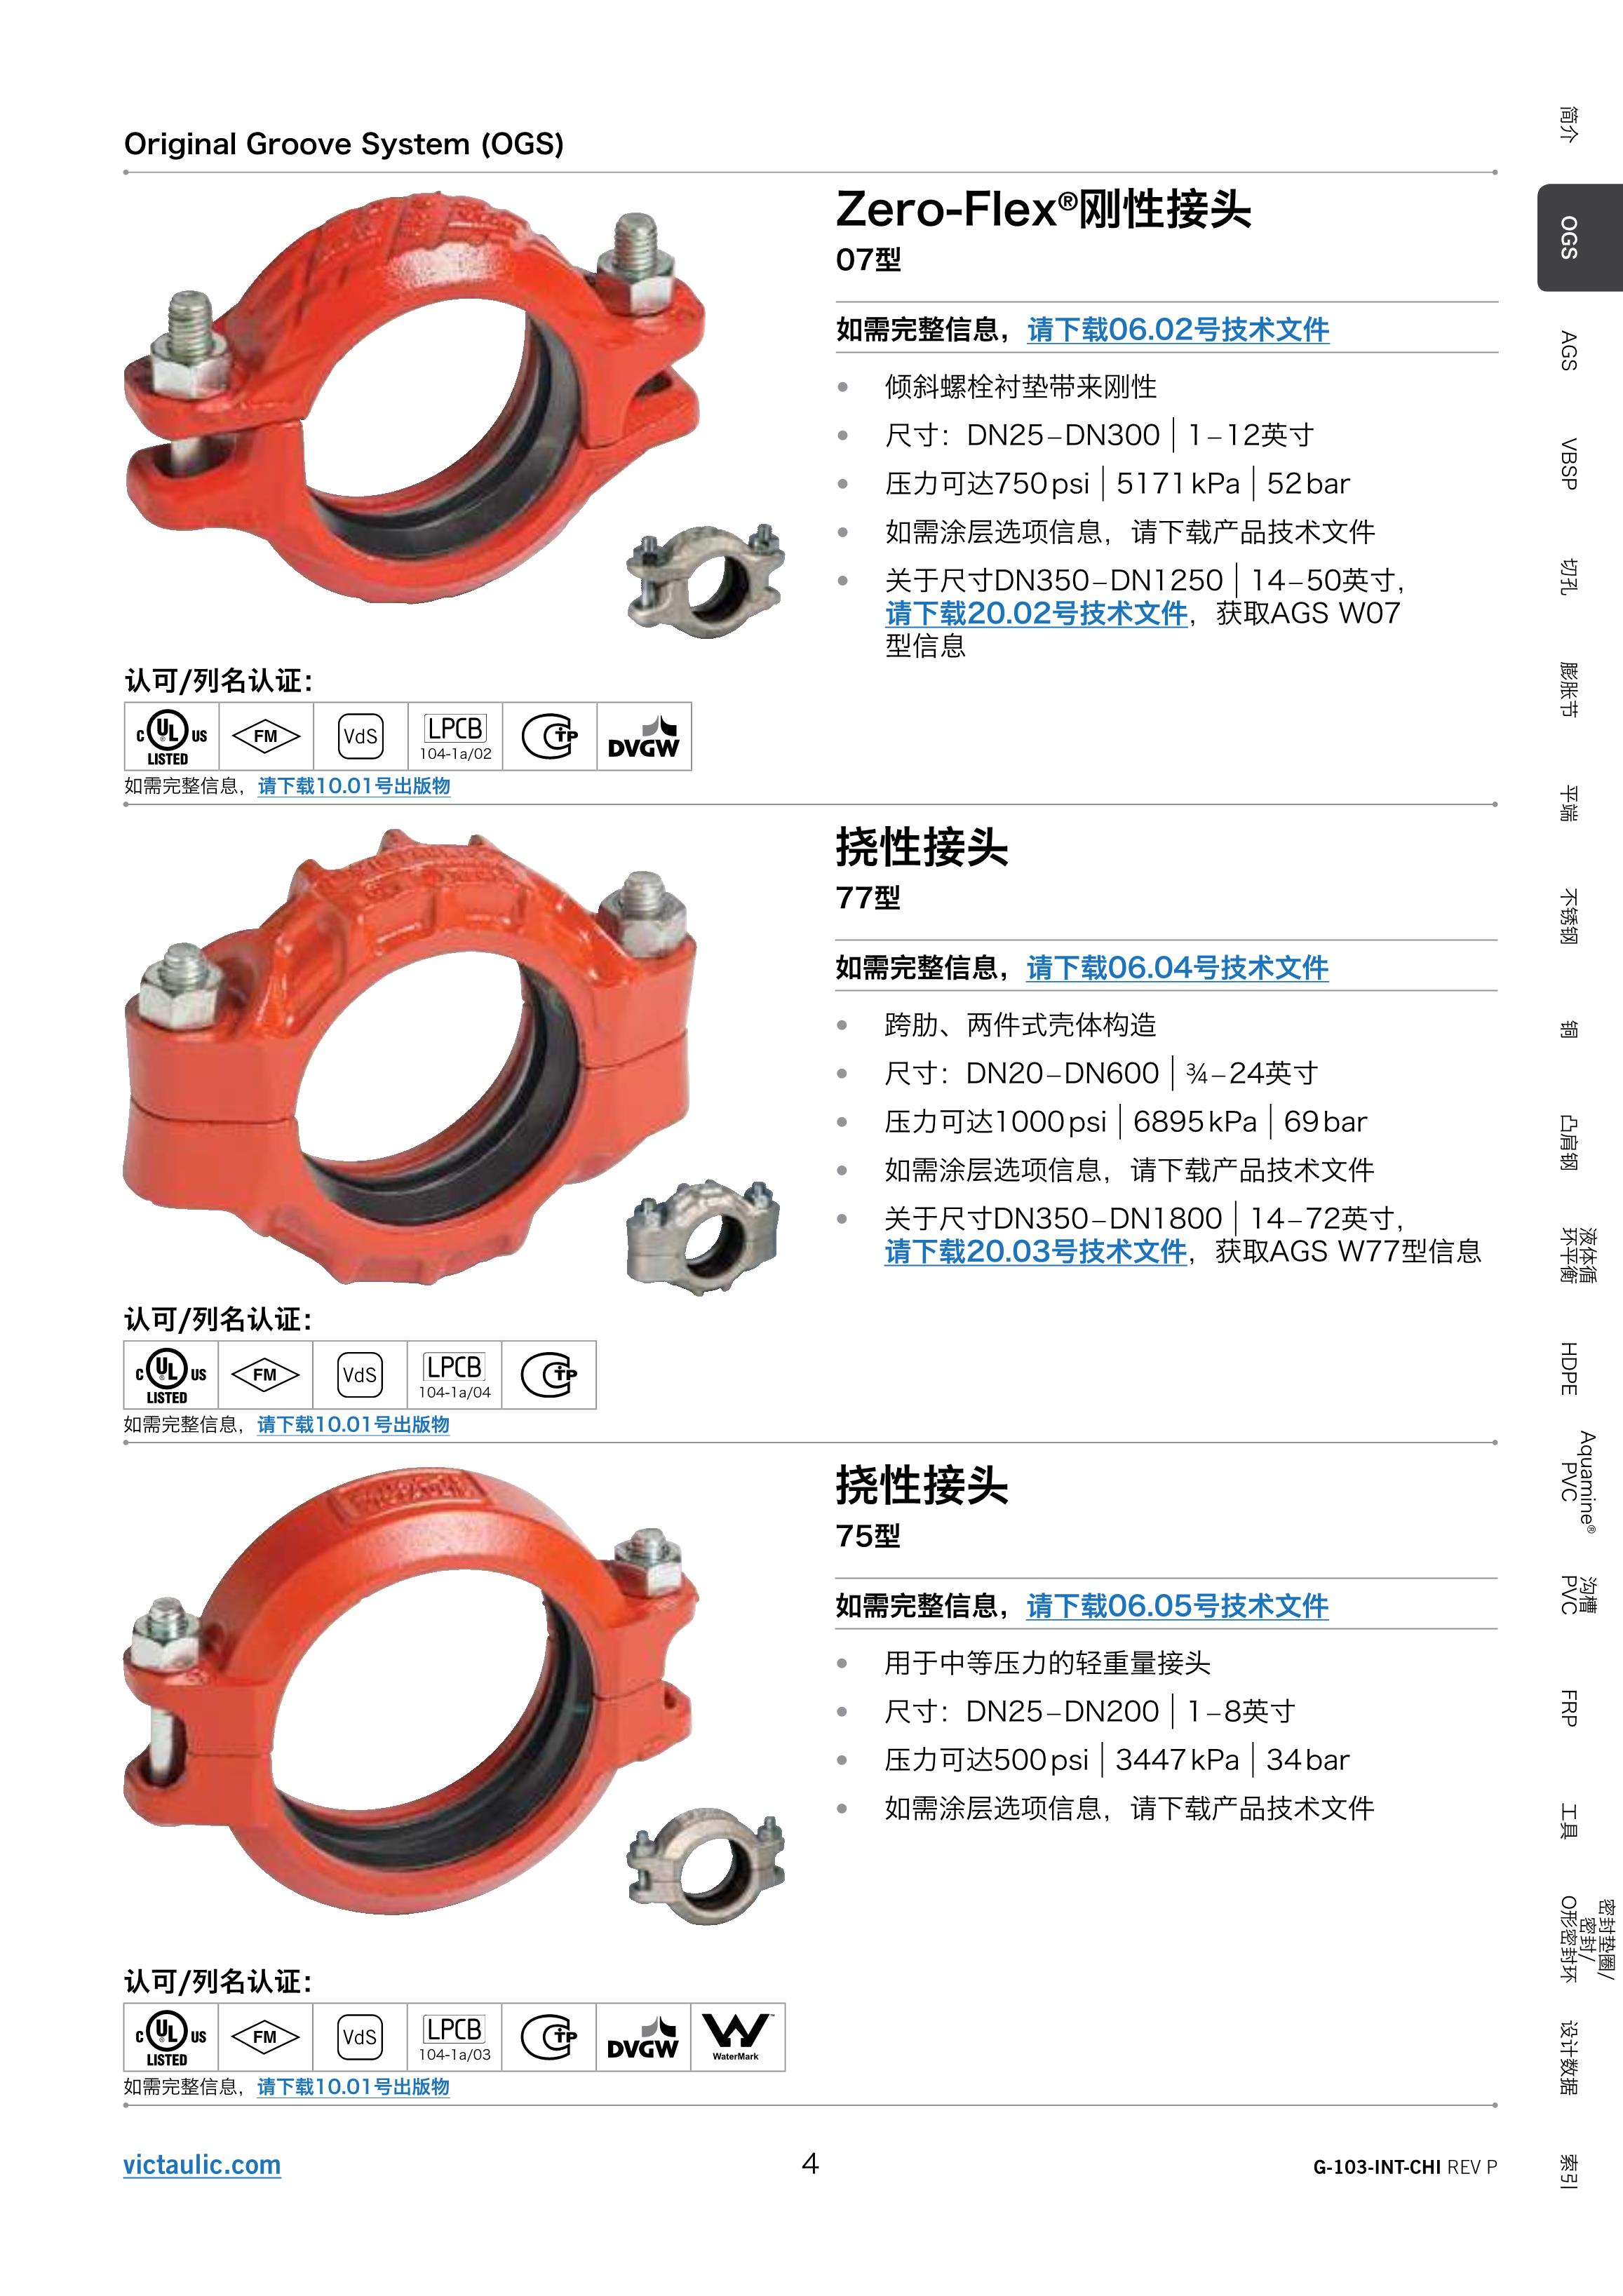 Original Groove System (OGS)
Zero-Flex®刚性接头
07型
如需完整信息，请下载06.02号技术文件
• 倾斜螺栓衬垫带来刚性
• 尺寸：DN25–DN300 | 1–12英寸
• 压力可达750psi | 5171kPa | 52bar
• 如需涂层选项信息，请下载产品技术文件
• 关于尺寸DN350–DN1250 | 14–50英寸，
请下载20.02号技术文件，获取AGS W07
型信息
认可/列名认证：
C UL US LISTED
FM
VdS
LPCB 104-1a/02
DVGW
如需完整信息，请下载10.01号出版物
挠性接头
77型
如需完整信息，请下载06.04号技术文件
• 跨肋、两件式壳体构造
• 尺寸：DN20–DN600 | ¾–24英寸
• 压力可达1000psi | 6895kPa | 69bar
• 如需涂层选项信息，请下载产品技术文件
• 关于尺寸DN350–DN1800 | 14–72英寸，
请下载20.03号技术文件，获取AGS W77型信息
认可/列名认证：
C UL US LISTED
FM
VdS
LPCB 104-1a/04
如需完整信息，请下载10.01号出版物
挠性接头
75型
如需完整信息，请下载06.05号技术文件
• 用于中等压力的轻重量接头
• 尺寸：DN25–DN200 | 1–8英寸
• 压力可达500psi | 3447kPa | 34bar
• 如需涂层选项信息，请下载产品技术文件
认可/列名认证：
C UL US LISTED
FM
VdS
LPCB 104-1a/03
DVGW
WaterMark
如需完整信息，请下载10.01号出版物
victaulic.com
4
G-103-INT-CHI REV P
简介
OGS
AGS
VBSP
切孔
膨胀节
平端
不锈钢
铜
凸肩钢
液体循
环平衡
HDPE
Aquamine®
PVC
沟槽
PVC
FRP
工具
密封垫圈/
密封/
O形密封环
设计数据
索引